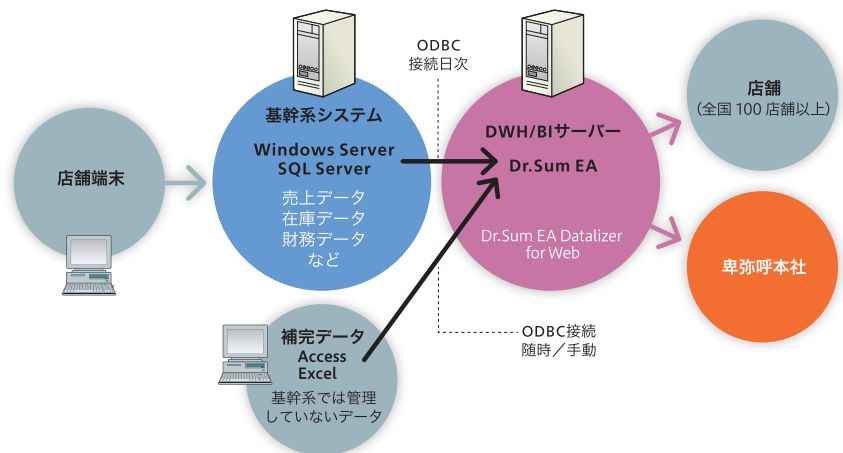 店舗端末
基幹系システム
Windows Server
SQL Server
売上データ
在庫データ
財務データ
など
補完データ
Access
Excel
基幹系では管理
していないデータ
ODBC
接続日次
DWH/BIサーバー
Dr.Sum EA
Dr.Sum EA Datalizer
for Web
ODBC接続
随時／手動
店舗
（全国 100 店舗以上）
卑弥呼本社